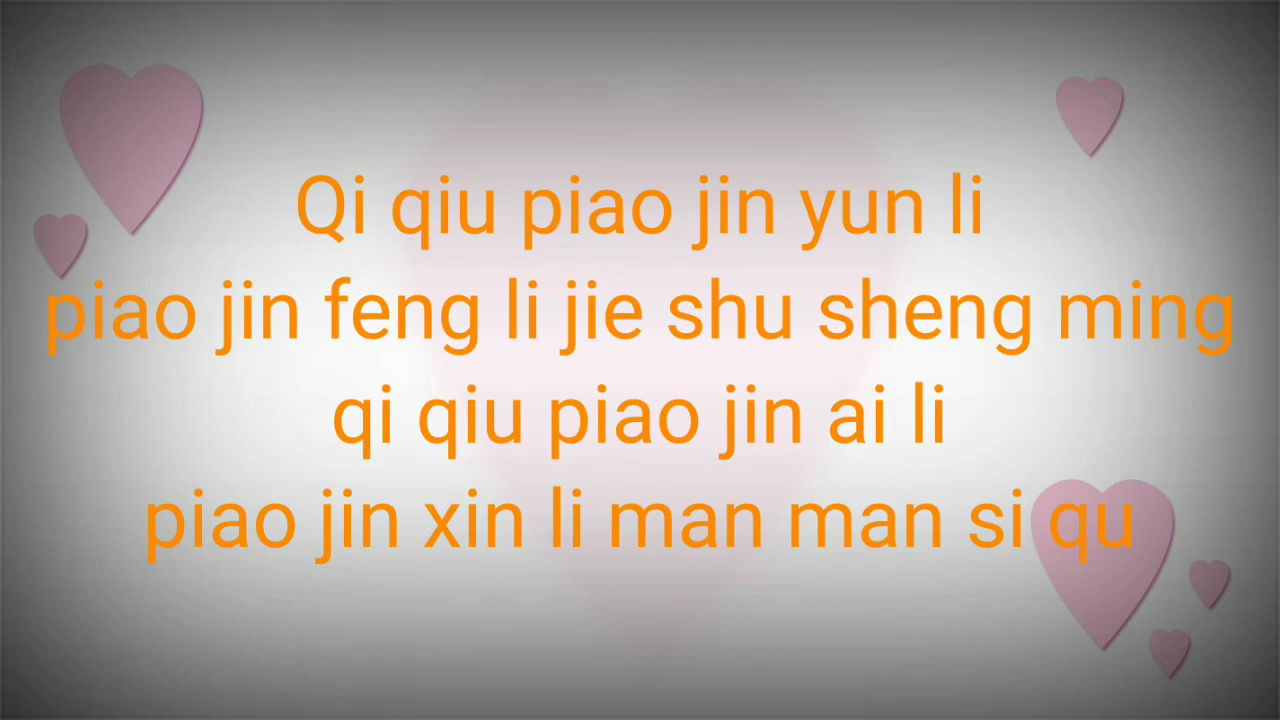 Qi qiu piao jin yun li
piao jin feng li jie shu sheng ming
qi qiu piao jin ai li
piao jin xin li man man si qu